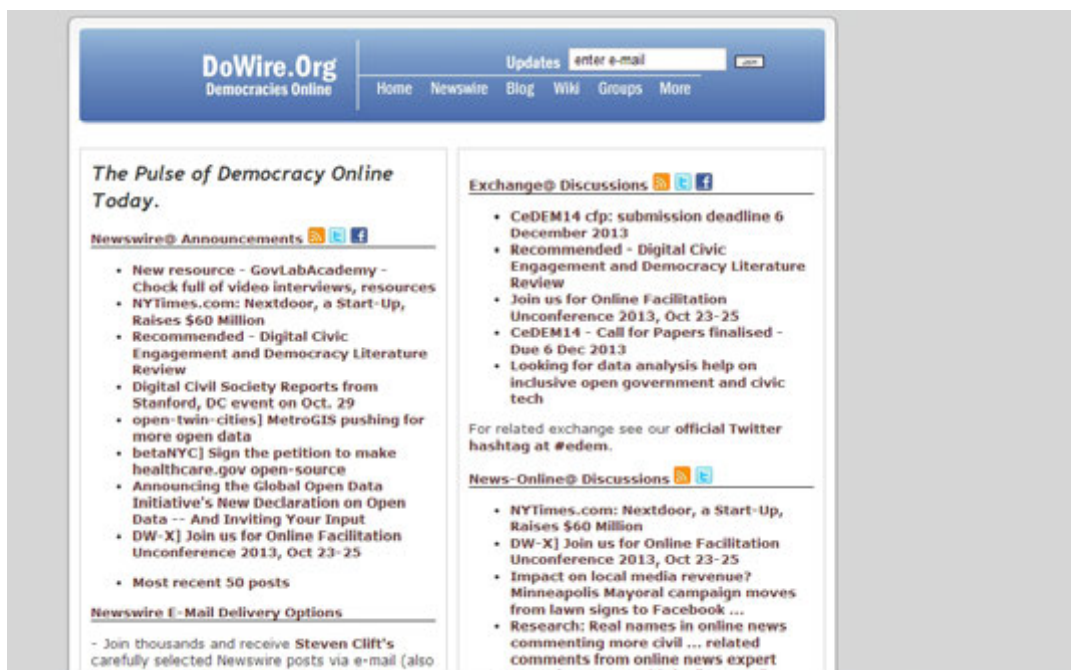 DoWire.Org
Democracies Online
Updates enter e-mail
Home Newswire Blog Wiki Groups More
The Pulse of Democracy Online
Today.
Newswire@ Announcements
• New resource - GovLabAcademy -
Chock full of video interviews, resources
• NYTimes.com: Nextdoor, a Start-Up,
Raises $60 Million
• Recommended - Digital Civic
Engagement and Democracy Literature
Review
• Digital Civil Society Reports from
Stanford, DC event on Oct. 29
• open-twin-cities] MetroGIS pushing for
more open data
• betaNYC] Sign the petition to make
healthcare.gov open-source
• Announcing the Global Open Data
Initiative's New Declaration on Open
Data -- And Inviting Your Input
• DW-X] Join us for Online Facilitation
Unconference 2013, Oct 23-25
• Most recent 50 posts
Newswire E-Mail Delivery Options
- Join thousands and receive Steven Clift's
carefully selected Newswire posts via e-mail (also
Exchange@ Discussions
• CeDEM14 cfp: submission deadline 6
December 2013
• Recommended - Digital Civic
Engagement and Democracy Literature
Review
• Join us for Online Facilitation
Unconference 2013, Oct 23-25
• CeDEM14 - Call for Papers finalised -
Due 6 Dec 2013
• Looking for data analysis help on
inclusive open government and civic
tech
For related exchange see our official Twitter
hashtag at #edem.
News-Online@ Discussions
• NYTimes.com: Nextdoor, a Start-Up,
Raises $60 Million
• DW-X] Join us for Online Facilitation
Unconference 2013, Oct 23-25
• Impact on local media revenue?
Minneapolis Mayoral campaign moves
from lawn signs to Facebook ...
• Research: Real names in online news
commenting more civil ... related
comments from online news expert